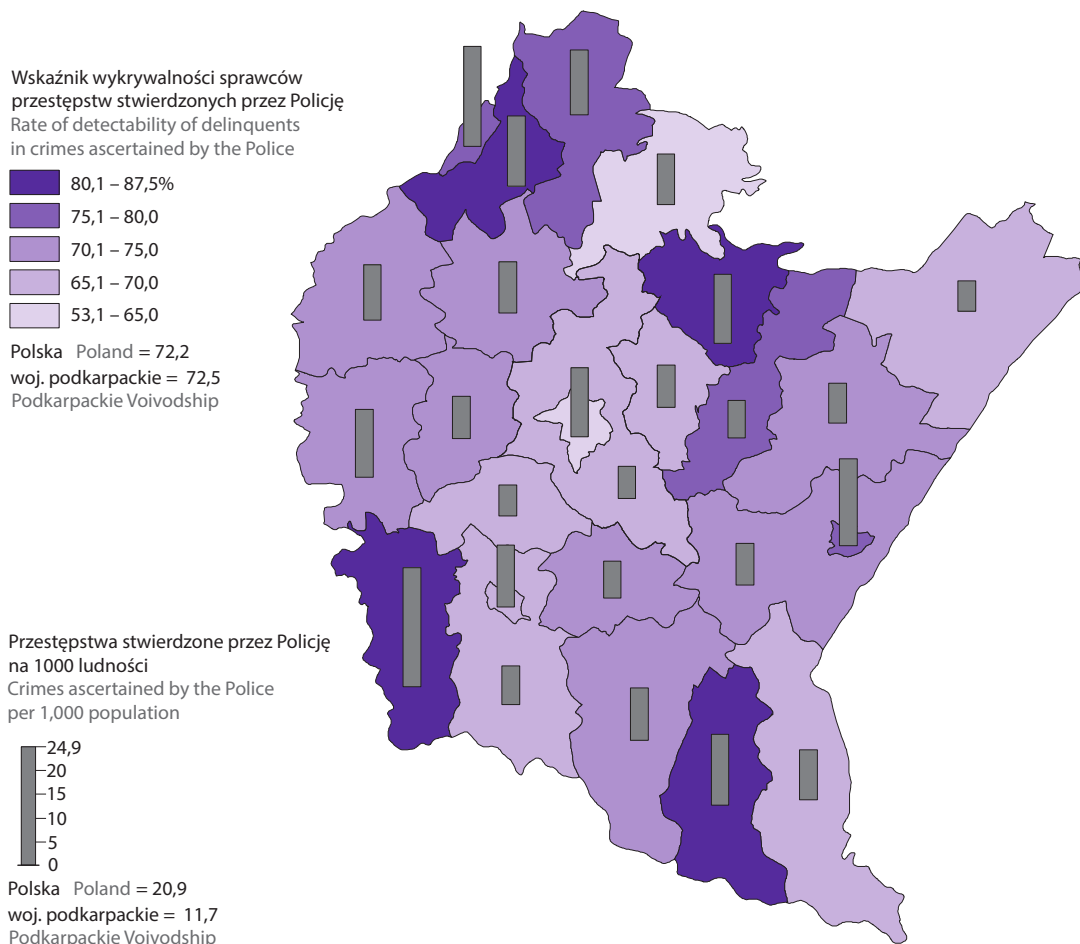 Wskaźnik wykrywalności sprawców
przestępstw stwierdzonych przez Policję
Rate of detectability of delinquents
in crimes ascertained by the Police
80,1 – 87,5%
75,1 – 80,0
70,1 – 75,0
65,1 – 70,0
53,1 – 65,0
Polska Poland = 72,2
woj. podkarpackie = 72,5
Podkarpackie Voivodship
Przestępstwa stwierdzone przez Policję
na 1000 ludności
Crimes ascertained by the Police
per 1,000 population
24,9
20
15
10
5
0
Polska Poland = 20,9
woj. podkarpackie = 11,7
Podkarpackie Voivodship